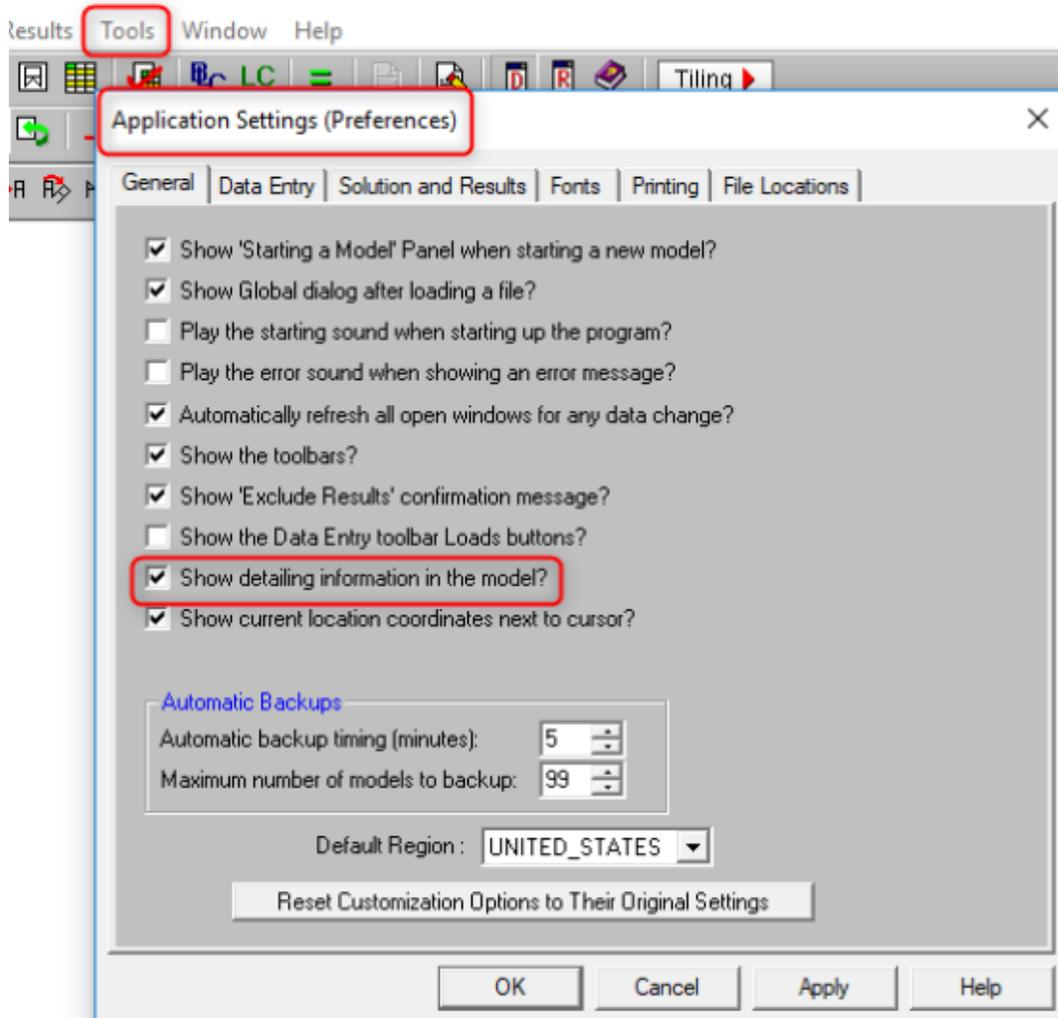 Results Tools Window Help
LC = D R Tiling
Application Settings (Preferences)
General Data Entry Solution and Results Fonts Printing File Locations
Show 'Starting a Model' Panel when starting a new model?
Show Global dialog after loading a file?
Play the starting sound when starting up the program?
Play the error sound when showing an error message?
Automatically refresh all open windows for any data change?
Show the toolbars?
Show 'Exclude Results' confirmation message?
Show the Data Entry toolbar Loads buttons?
Show detailing information in the model?
Show current location coordinates next to cursor?
Automatic Backups
Automatic backup timing (minutes): 5
Maximum number of models to backup: 99
Default Region : UNITED_STATES
Reset Customization Options to Their Original Settings
OK Cancel Apply Help